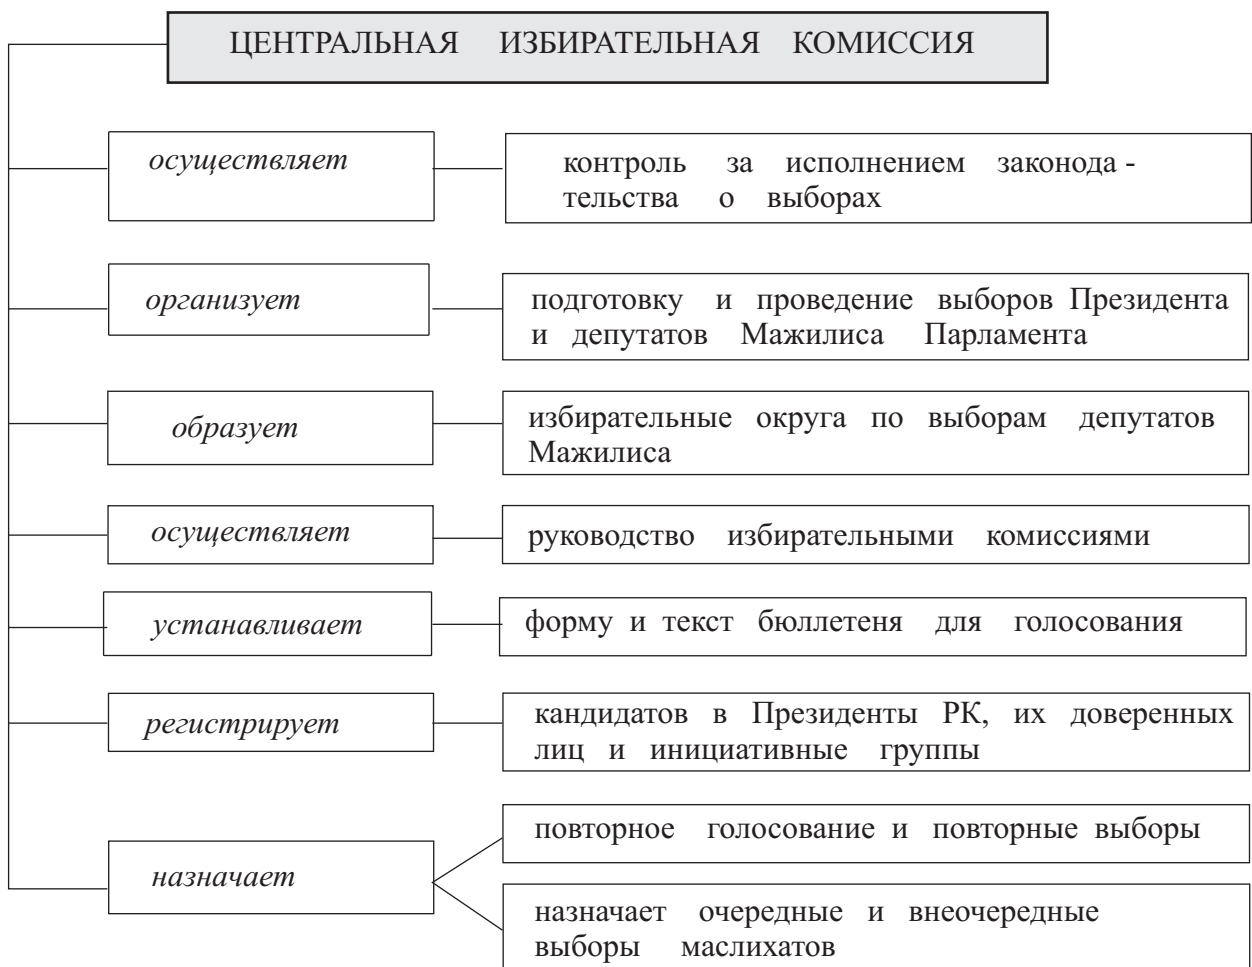 ЦЕНТРАЛЬНАЯ ИЗБИРАТЕЛЬНАЯ КОМИССИЯ
осуществляет
контроль за исполнением законода -
тельства о выборах
организует
подготовку и проведение выборов Президента
и депутатов Мажилиса Парламента
образует
избирательные округа по выборам депутатов
Мажилиса
осуществляет
руководство избирательными комиссиями
устанавливает
форму и текст бюллетеня для голосования
регистрирует
кандидатов в Президенты РК, их доверенных
лиц и инициативные группы
назначает
повторное голосование и повторные выборы
назначает очередные и внеочередные
выборы маслихатов